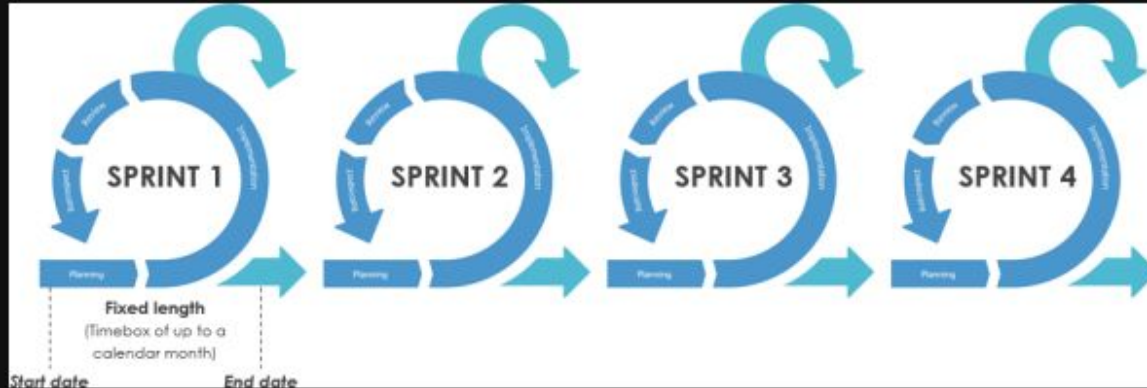 Review
Implementation
Retrospect
SPRINT 1
Planning
Review
Implementation
Retrospect
SPRINT 2
Planning
Review
Implementation
Retrospect
SPRINT 3
Planning
Review
Implementation
Retrospect
SPRINT 4
Planning
Fixed length
(Timebox of up to a
calendar month)
Start date
End date